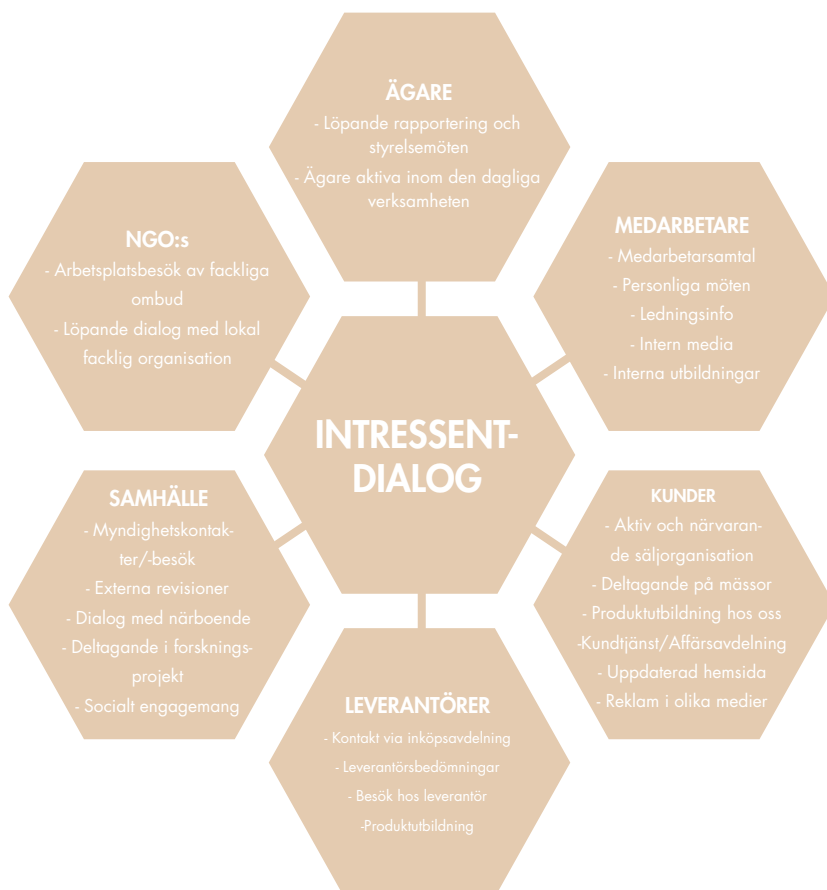 ÄGARE
- Löpande rapportering och
styrelsemöten
- Ägare aktiva inom den dagliga
verksamheten
NGO:s
- Arbetsplatsbesök av fackliga
ombud
- Löpande dialog med lokal
facklig organisation
MEDARBETARE
- Medarbetarsamtal
- Personliga möten
- Ledningsinfo
- Intern media
- Interna utbildningar
INTRESSENT-
DIALOG
SAMHÄLLE
- Myndighetskontak-
ter/-besök
- Externa revisioner
- Dialog med närboende
- Deltagande i forsknings-
projekt
- Socialt engagemang
KUNDER
- Aktiv och närvaran-
de säljorganisation
- Deltagande på mässor
- Produktutbildning hos oss
-Kundtjänst/Affärsavdelning
- Uppdaterad hemsida
- Reklam i olika medier
LEVERANTÖRER
- Kontakt via inköpsavdelning
- Leverantörsbedömningar
- Besök hos leverantör
-Produktutbildning